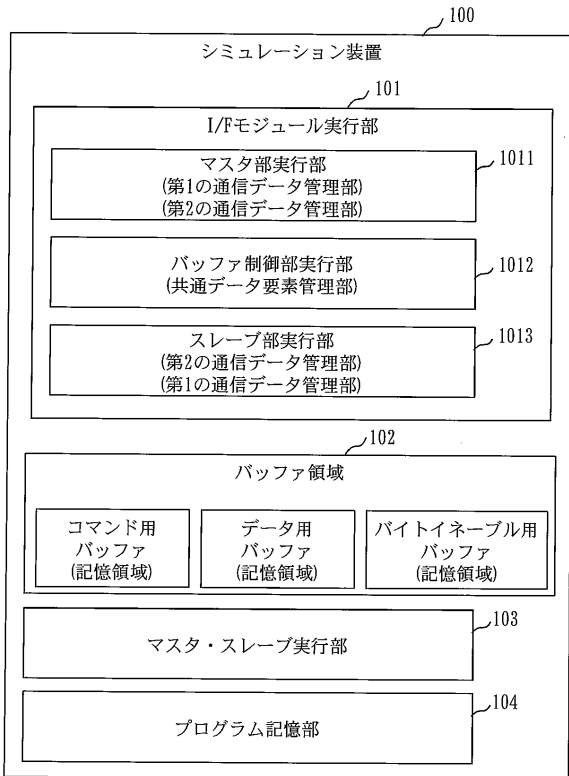 100
シミュレーション装置
101
I/Fモジュール実行部
マスタ部実行部
(第1の通信データ管理部)
(第2の通信データ管理部)
1011
バッファ制御部実行部
(共通データ要素管理部)
1012
スレーブ部実行部
(第2の通信データ管理部)
(第1の通信データ管理部)
1013
102
バッファ領域
コマンド用
バッファ
(記憶領域)
データ用
バッファ
(記憶領域)
バイトイネーブル用
バッファ
(記憶領域)
103
マスタ・スレーブ実行部
104
プログラム記憶部